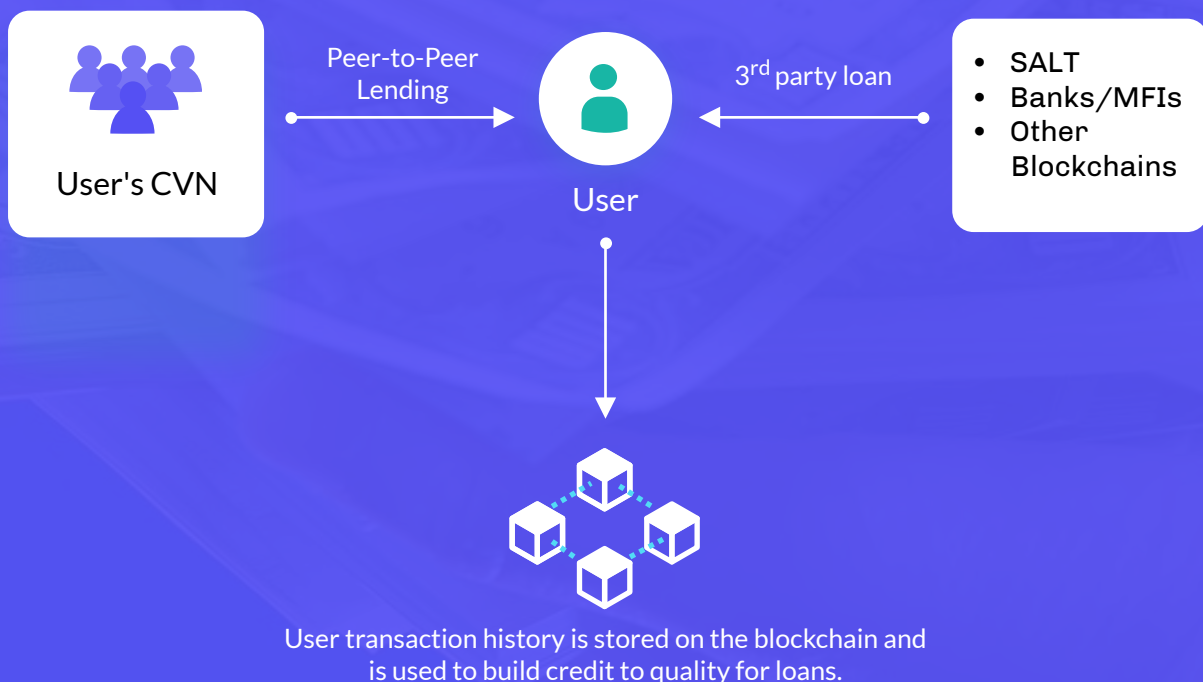 Peer-to-Peer
Lending
3rd party loan
• SALT
• Banks/MFIs
• Other
Blockchains
User's CVN
User
User transaction history is stored on the blockchain and
is used to build credit to quality for loans.